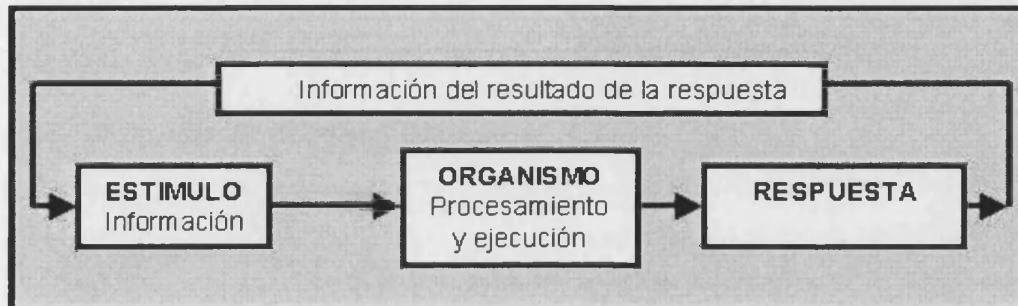 Información del resultado de la respuesta
ESTIMULO
Información
ORGANISMO
Procesamiento
y ejecución
RESPUESTA